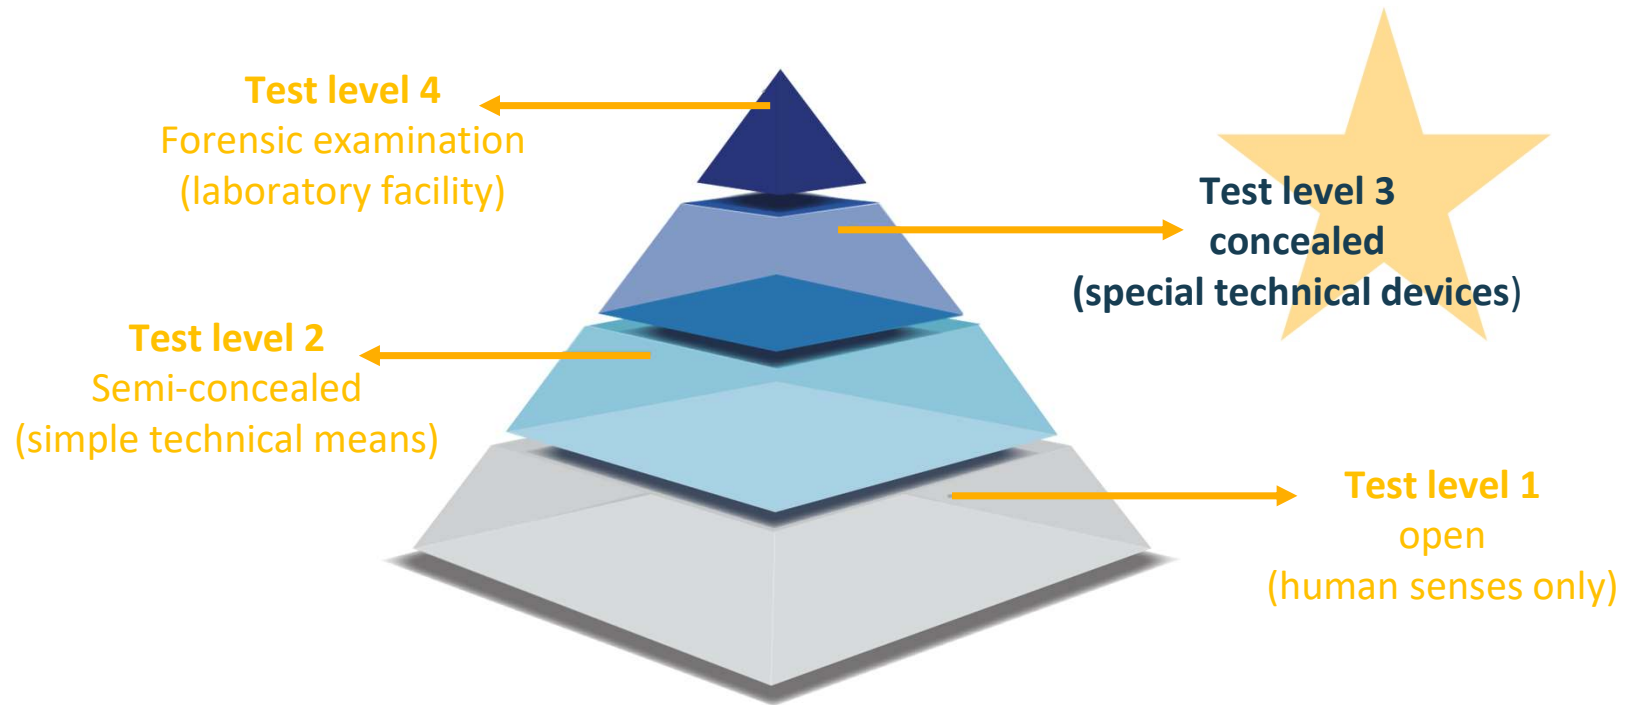 Test level 4
Forensic examination
(laboratory facility)
Test level 3
concealed
(special technical devices)
Test level 2
Semi-concealed
(simple technical means)
Test level 1
open
(human senses only)